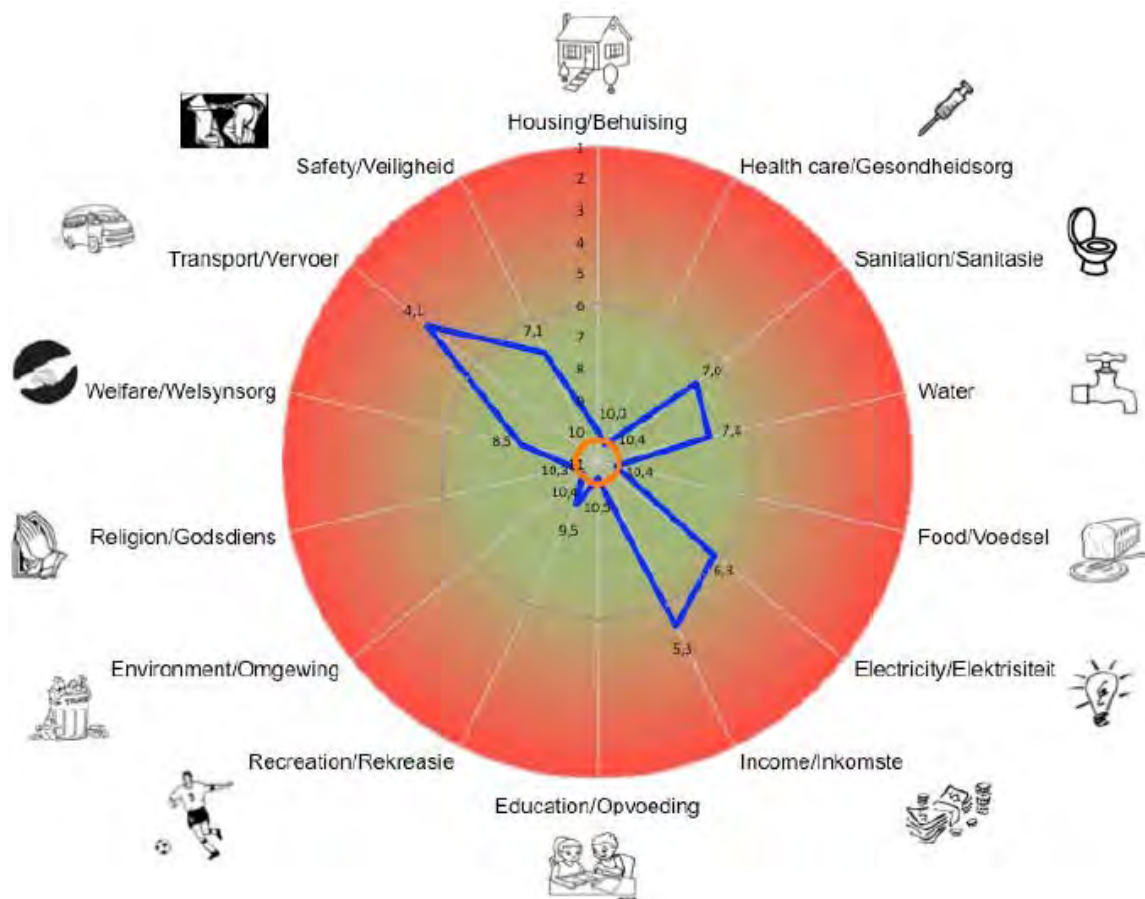 Housing/Behuising
Safety/Veiligheid
Health care/Gesondheidsorg
Transport/Vervoer
Sanitation/Sanitasie
Welfare/Welsynsorg
Water
Religion/Godsdiens
Food/Voedsel
Environment/Omgewing
Electricity/Elektrisiteit
Recreation/Rekreasie
Income/Inkomste
Education/Opvoeding
1
2
3
4
5
6
7
8
9
10
11
4,1
7,1
7,0
10,0
10,4
7,4
8,5
10,3
10,4
10,4
10,5
9,5
6,3
5,3